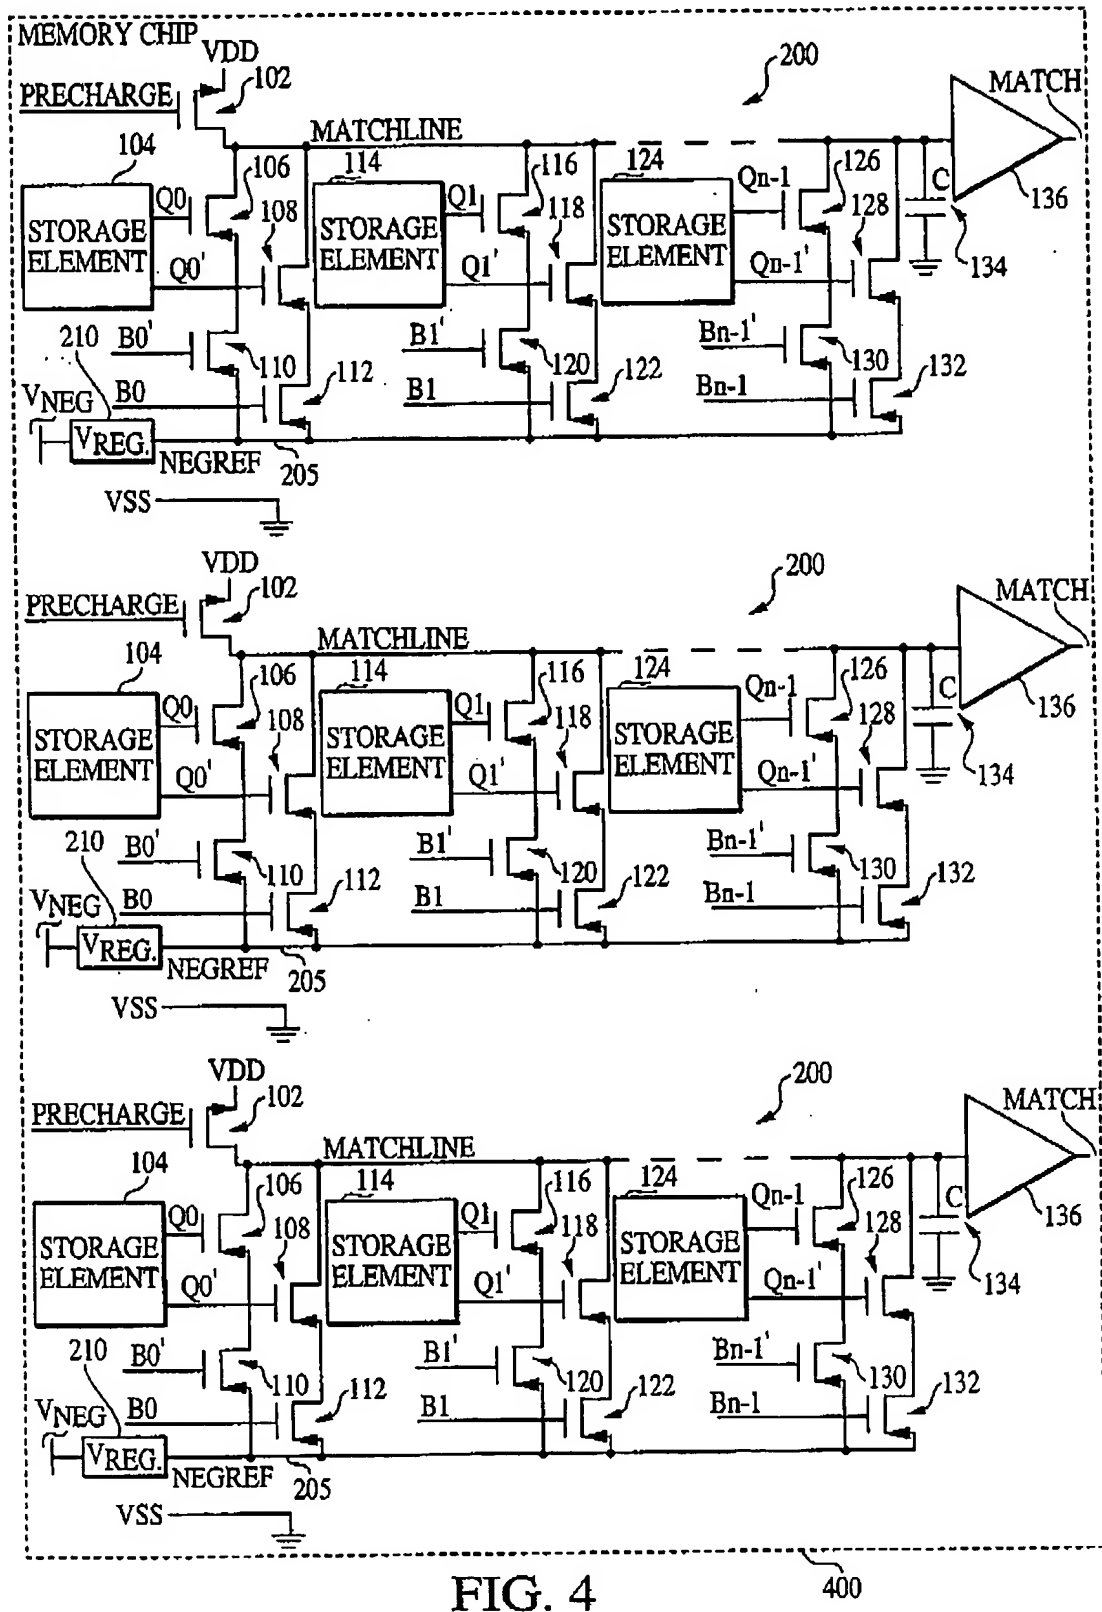 MEMORY CHIP
VDD
PRECHARGE
102
200
MATCH
MATCHLINE
104
106
108
114
116
118
124
126
128
136
STORAGE ELEMENT
Q0
Q0'
STORAGE ELEMENT
Q1
Q1'
STORAGE ELEMENT
Qn-1
Qn-1'
C
134
210
B0'
110
B1'
120
Bn-1'
130
VNEG
B0
112
B1
122
Bn-1
132
VREG.
NEGREF
205
VSS
VDD
PRECHARGE
102
200
MATCH
MATCHLINE
104
106
108
114
116
118
124
126
128
136
STORAGE ELEMENT
Q0
Q0'
STORAGE ELEMENT
Q1
Q1'
STORAGE ELEMENT
Qn-1
Qn-1'
C
134
210
B0'
110
B1'
120
Bn-1'
130
VNEG
B0
112
B1
122
Bn-1
132
VREG.
NEGREF
205
VSS
VDD
PRECHARGE
102
200
MATCH
MATCHLINE
104
106
108
114
116
118
124
126
128
136
STORAGE ELEMENT
Q0
Q0'
STORAGE ELEMENT
Q1
Q1'
STORAGE ELEMENT
Qn-1
Qn-1'
C
134
210
B0'
110
B1'
120
Bn-1'
130
VNEG
B0
112
B1
122
Bn-1
132
VREG.
NEGREF
205
VSS
400
FIG. 4